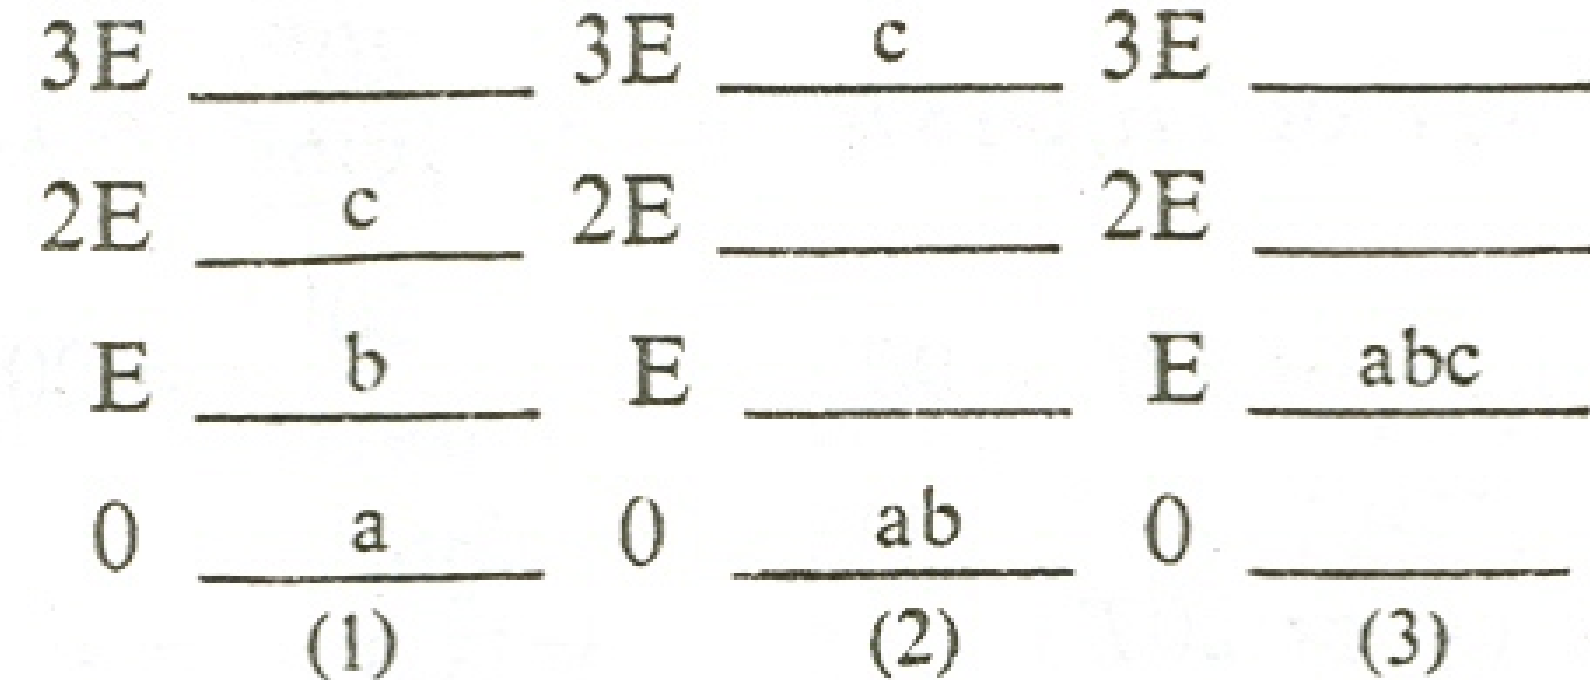 3E 3E c 3E
2E c 2E 2E
E b E E abc
0 a 0 ab 0
(1) (2) (3)